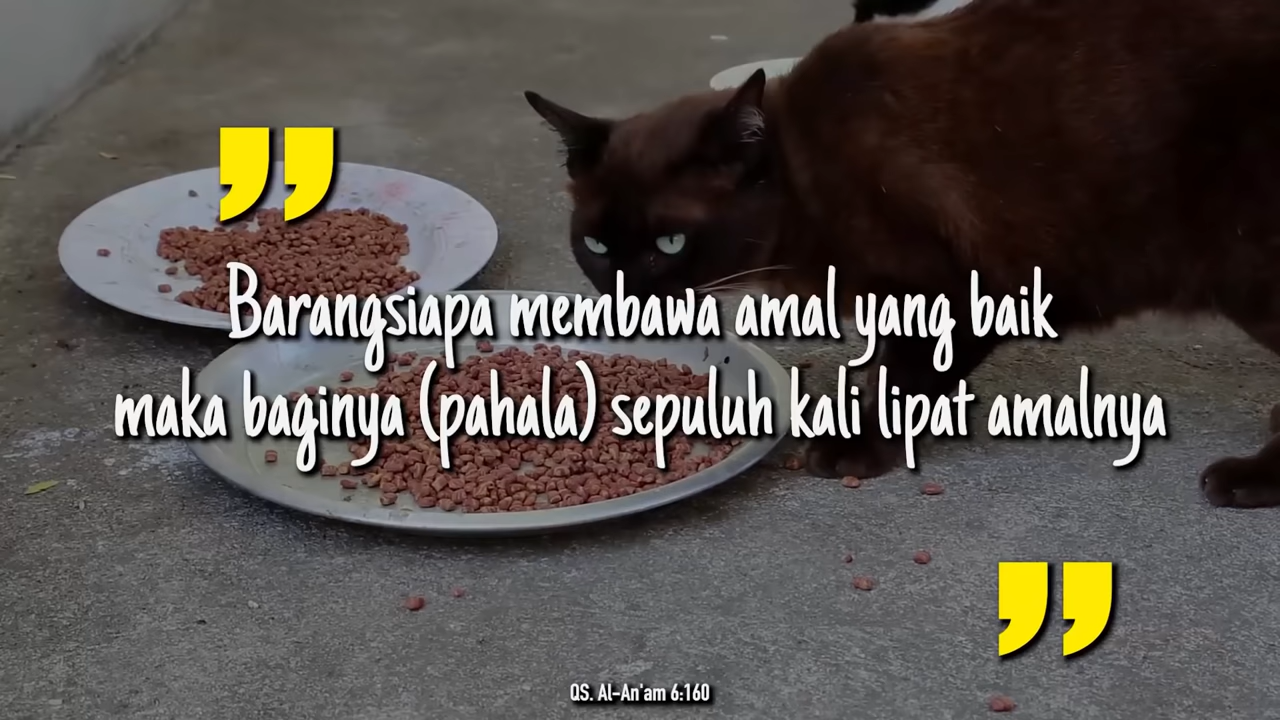 ”
Barangsiapa membawa amal yang baik
maka baginya (pahala) sepuluh kali lipat amalnya
”
QS. Al-An'am 6:160